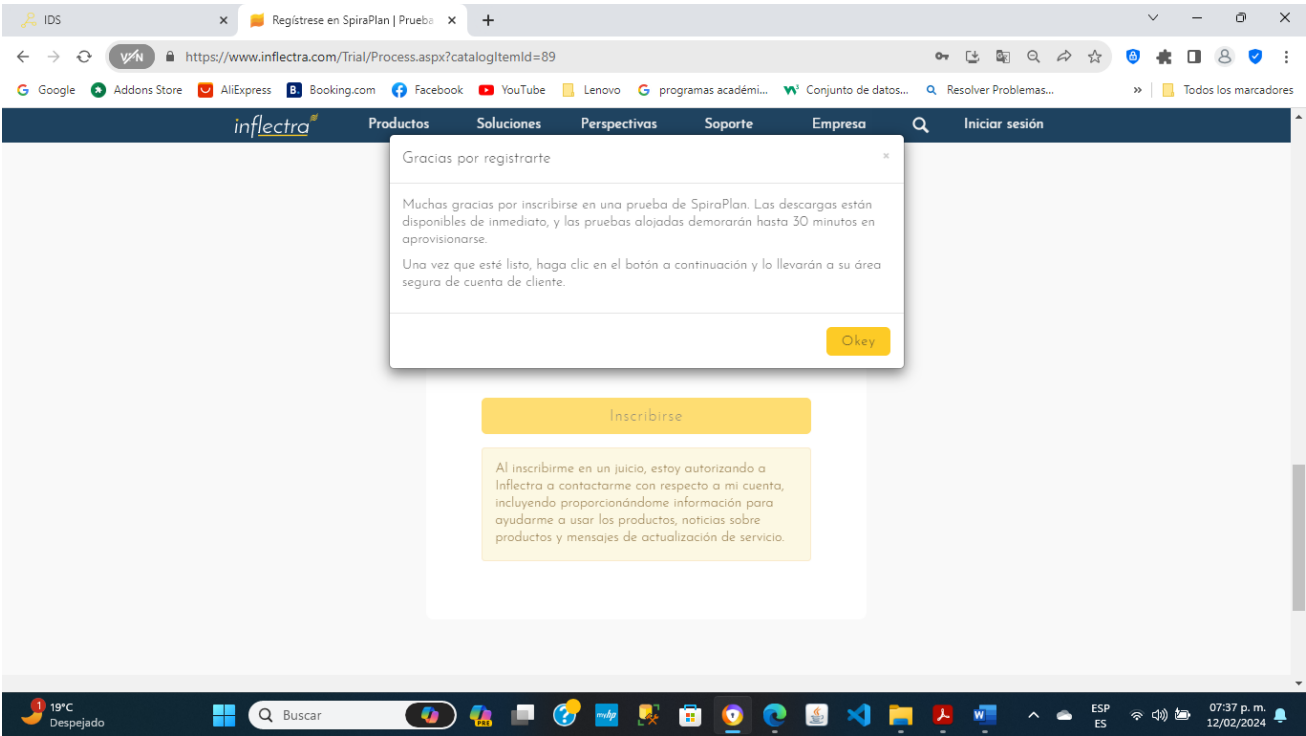 IDS
Regístrese en SpiraPlan | Prueba
VPN
https://www.inflectra.com/Trial/Process.aspx?catalogItemId=89
Google Addons Store AliExpress B. Booking.com Facebook YouTube Lenovo programas académi... Conjunto de datos... Resolver Problemas... » Todos los marcadores
inflectra Productos Soluciones Perspectivas Soporte Empresa Iniciar sesión
Gracias por registrarte
Muchas gracias por inscribirse en una prueba de SpiraPlan. Las descargas están
disponibles de inmediato, y las pruebas alojadas demorarán hasta 30 minutos en
aprovisionarse.
Una vez que esté listo, haga clic en el botón a continuación y lo llevarán a su área
segura de cuenta de cliente.
Okey
Inscribirse
Al inscribirme en un juicio, estoy autorizando a
Inflectra a contactarme con respecto a mi cuenta,
incluyendo proporcionándome información para
ayudarme a usar los productos, noticias sobre
productos y mensajes de actualización de servicio.
1
19°C
Despejado
Buscar
PRE
myhp
ESP
ES
07:37 p. m.
12/02/2024